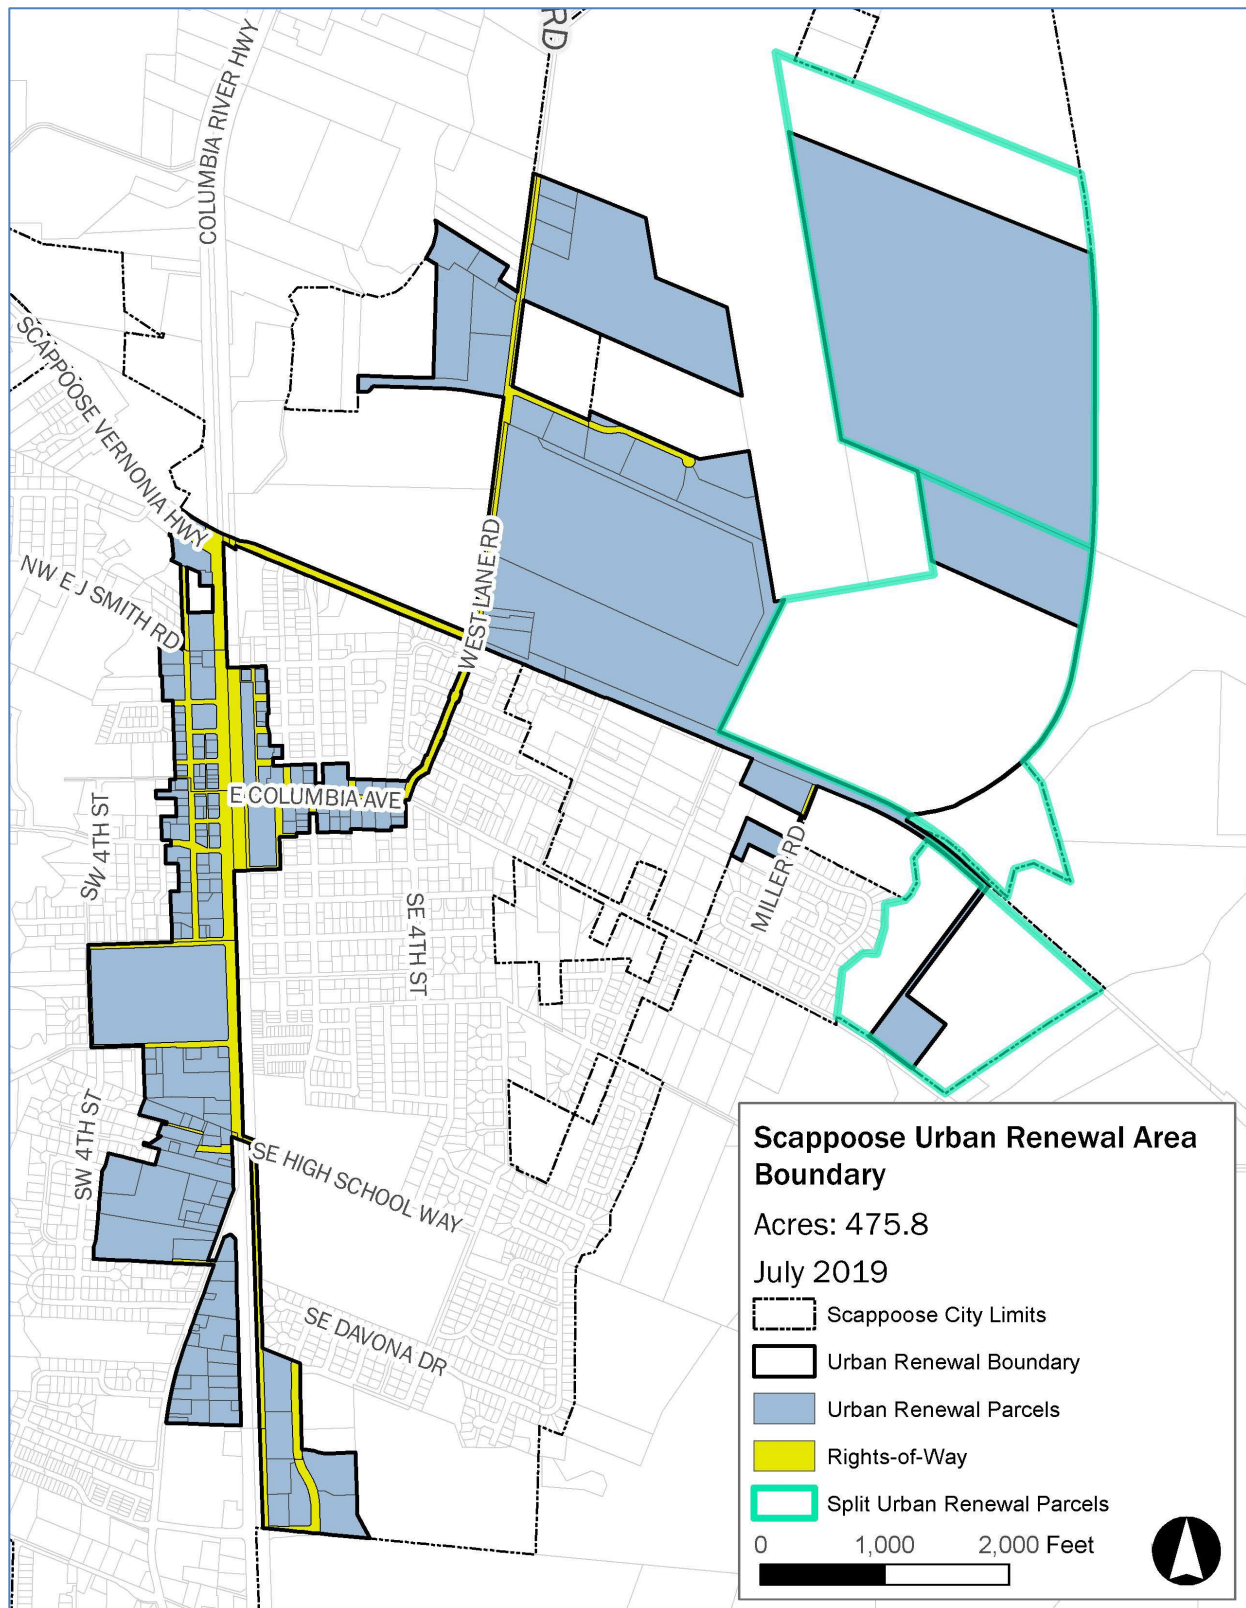 RD
COLUMBIA RIVER HWY
SCAPPOOSE VERNONIA HWY
NW E J SMITH RD
WEST LANE RD
E COLUMBIA AVE
SW 4TH ST
SE 4TH ST
MILLER RD
SW 4TH ST
SE HIGH SCHOOL WAY
SE DAVONA DR
Scappoose Urban Renewal Area
Boundary
Acres: 475.8
July 2019
Scappoose City Limits
Urban Renewal Boundary
Urban Renewal Parcels
Rights-of-Way
Split Urban Renewal Parcels
0 1,000 2,000 Feet